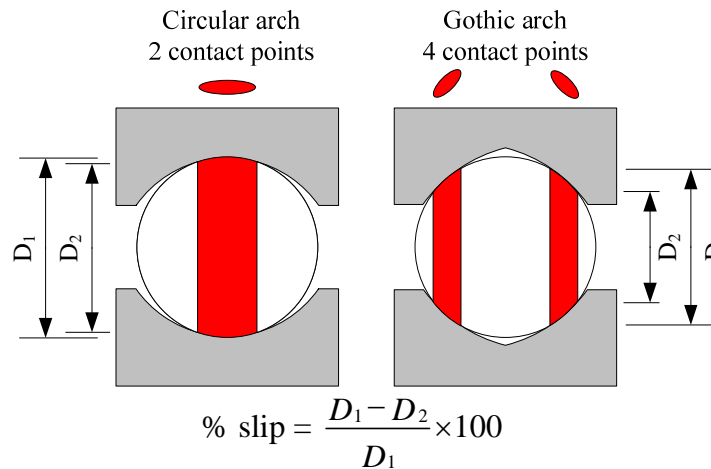 Circular arch
2 contact points
Gothic arch
4 contact points
D₁
D₂
D₂
D
% slip = (D₁ − D₂) / D₁ ×100